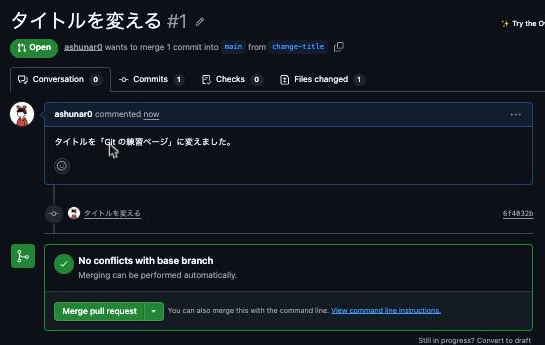 タイトルを変える #1
Try the
Open ashunar0 wants to merge 1 commit into main from change-title
Conversation 0 Commits 1 Checks 0 Files changed 1
ashunar0 commented now
タイトルを「Git の練習ページ」に変えました。
タイトルを変える 6f4032b
No conflicts with base branch
Merging can be performed automatically.
Merge pull request You can also merge this with the command line. View command line instructions.
Still in progress? Convert to draft